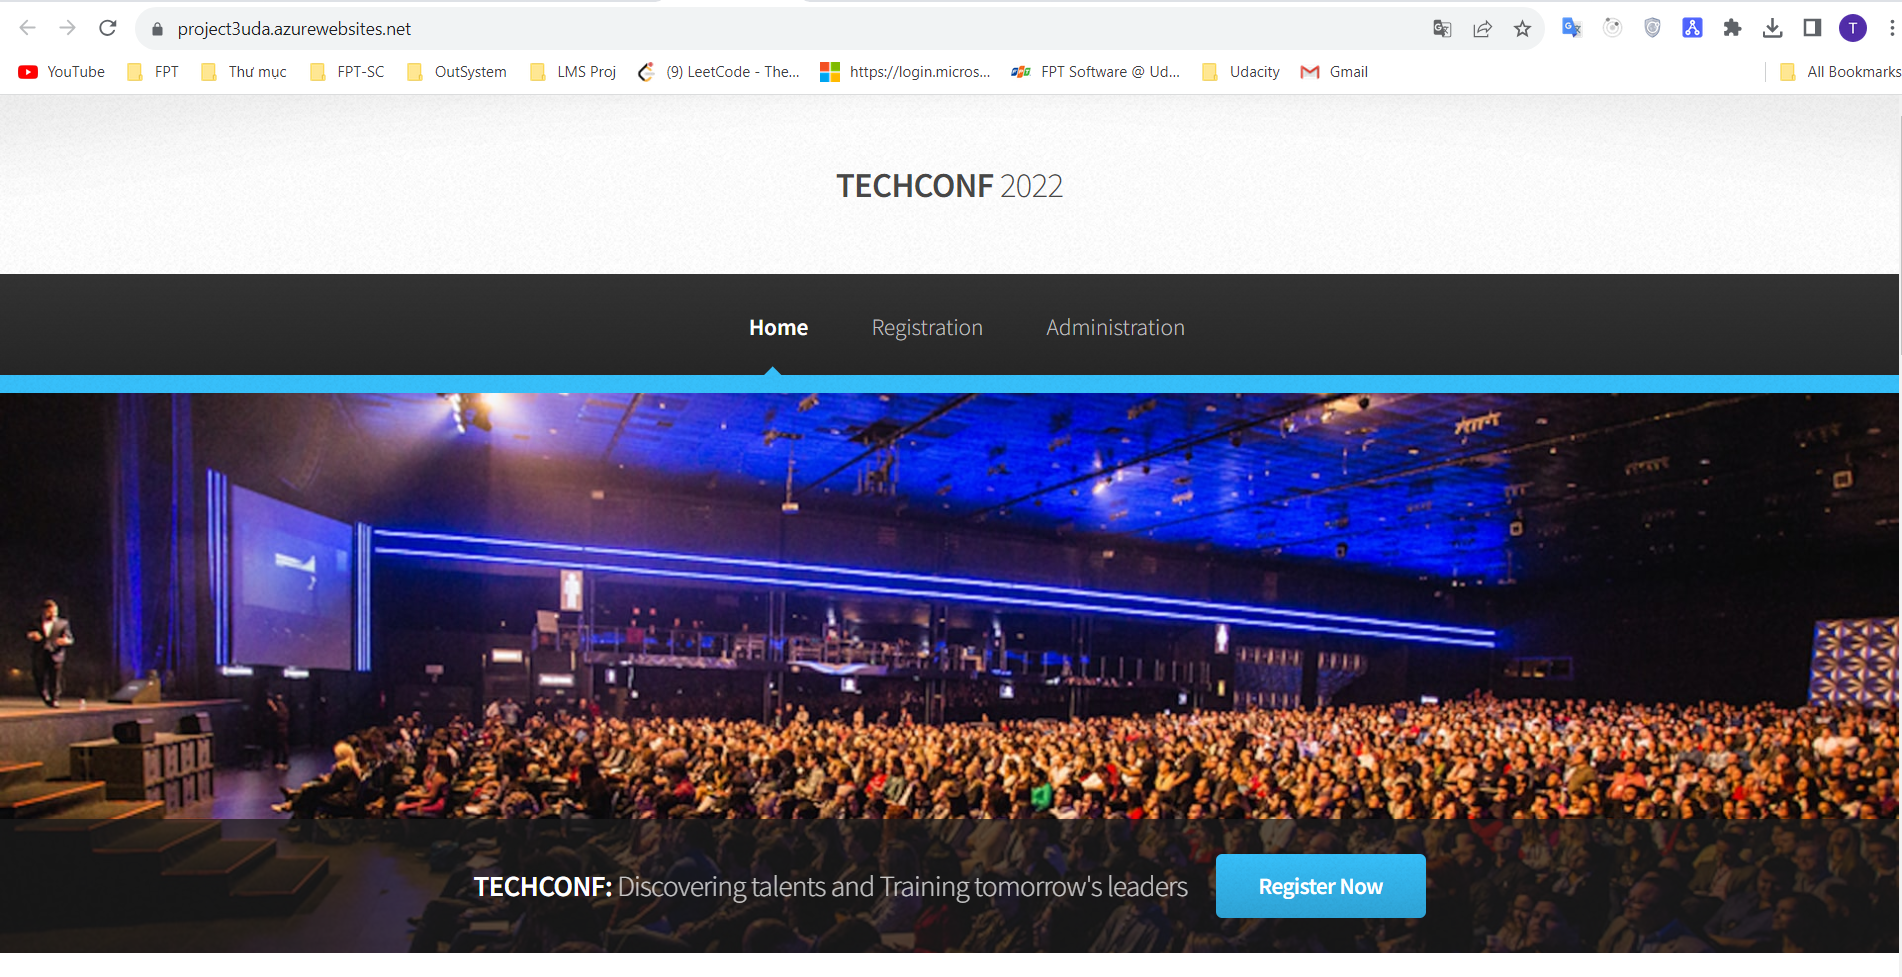 project3uda.azurewebsites.net
T
YouTube FPT Thư mục FPT-SC OutSystem LMS Proj (9) LeetCode - The... https://login.micros... FPT Software @ Ud... Udacity Gmail All Bookmarks
TECHCONF 2022
Home Registration Administration
TECHCONF: Discovering talents and Training tomorrow's leaders Register Now